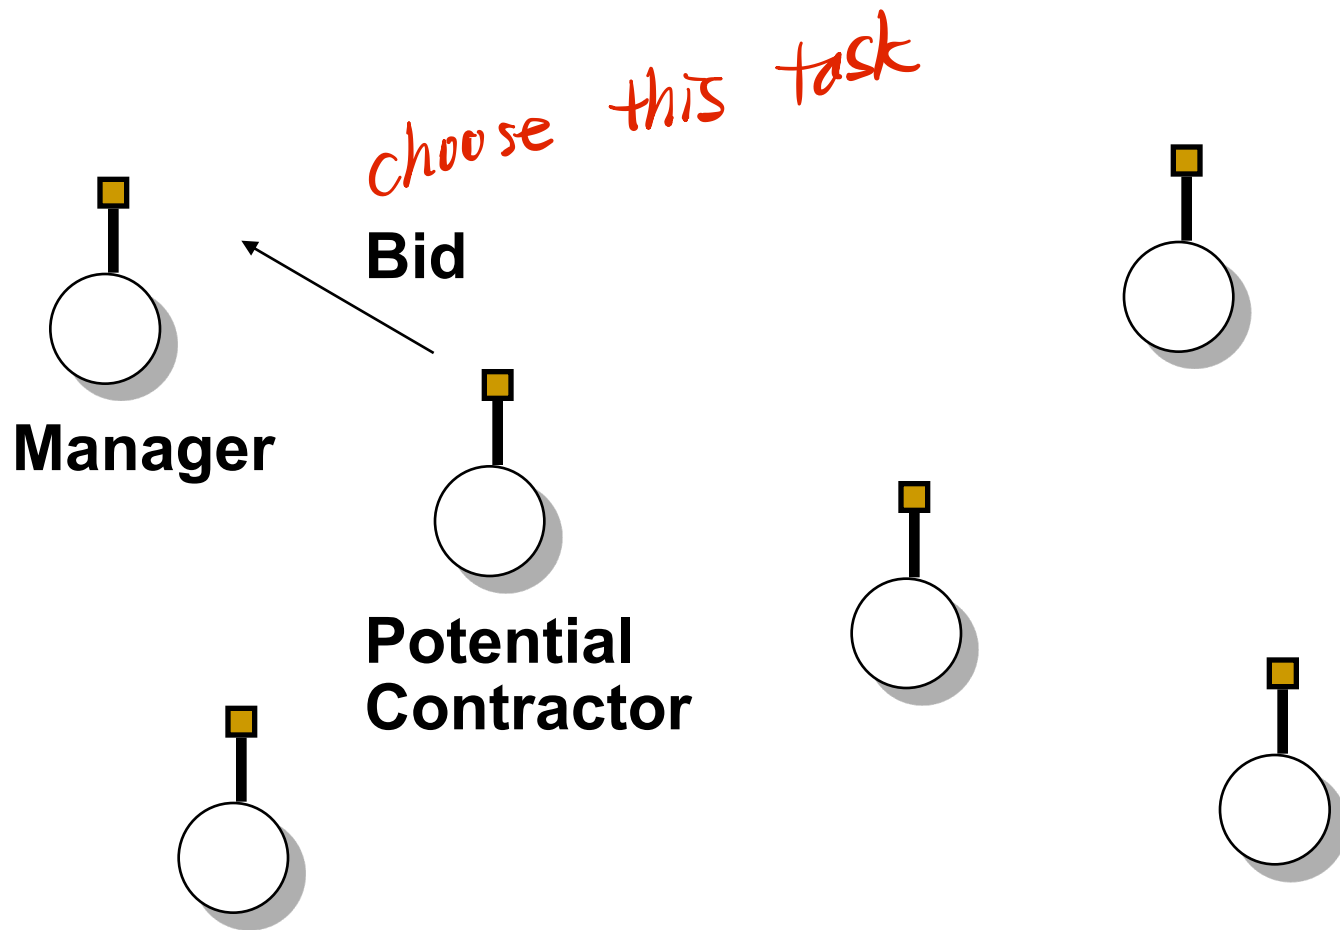 choose this task
Bid
Manager
Potential
Contractor